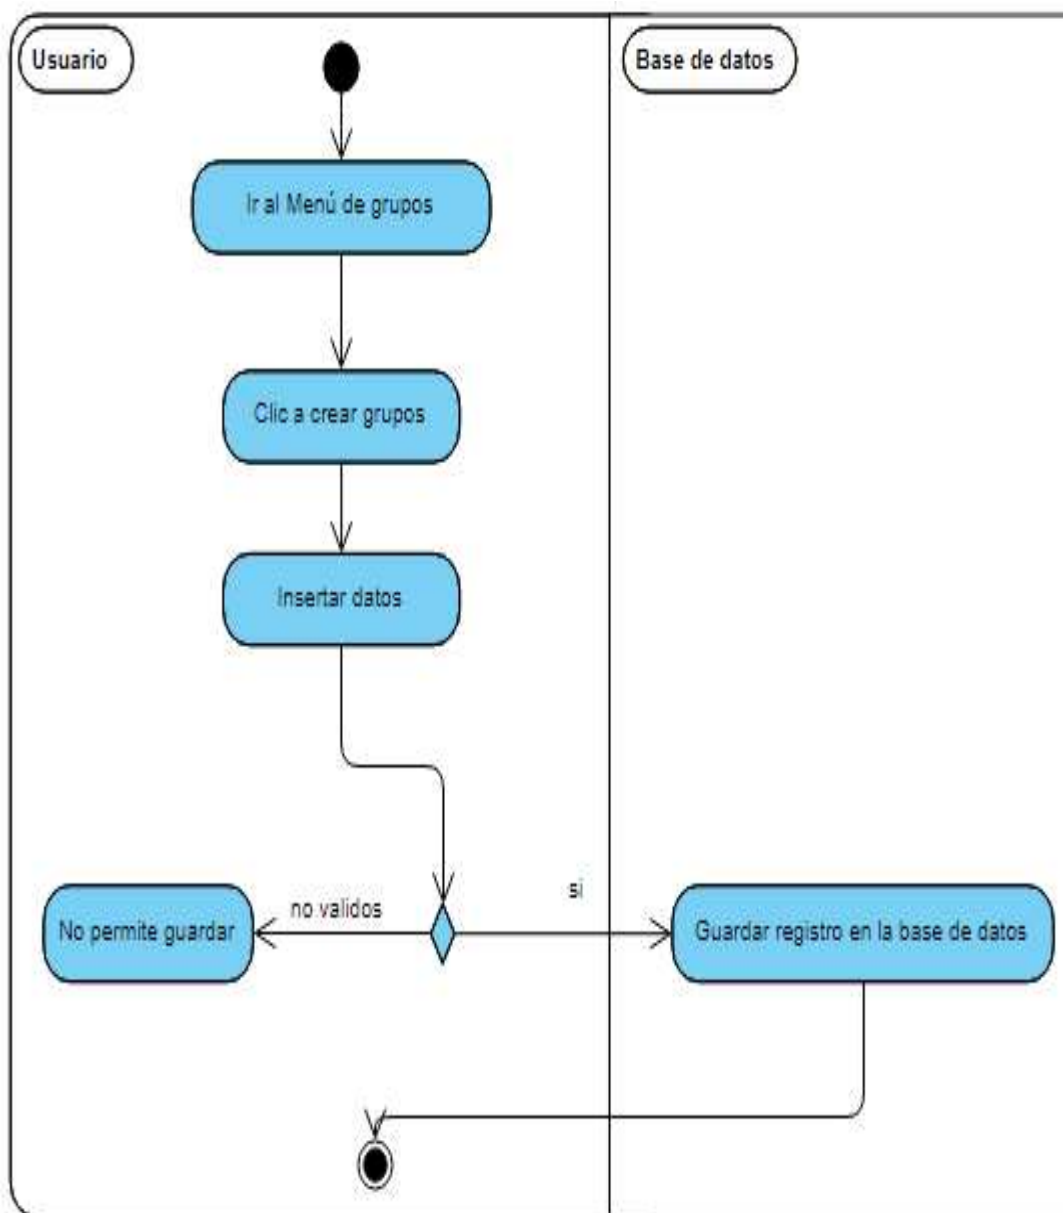 Usuario
Base de datos
Ir al Menú de grupos
Clic a crear grupos
Insertar datos
no validos
si
No permite guardar
Guardar registro en la base de datos